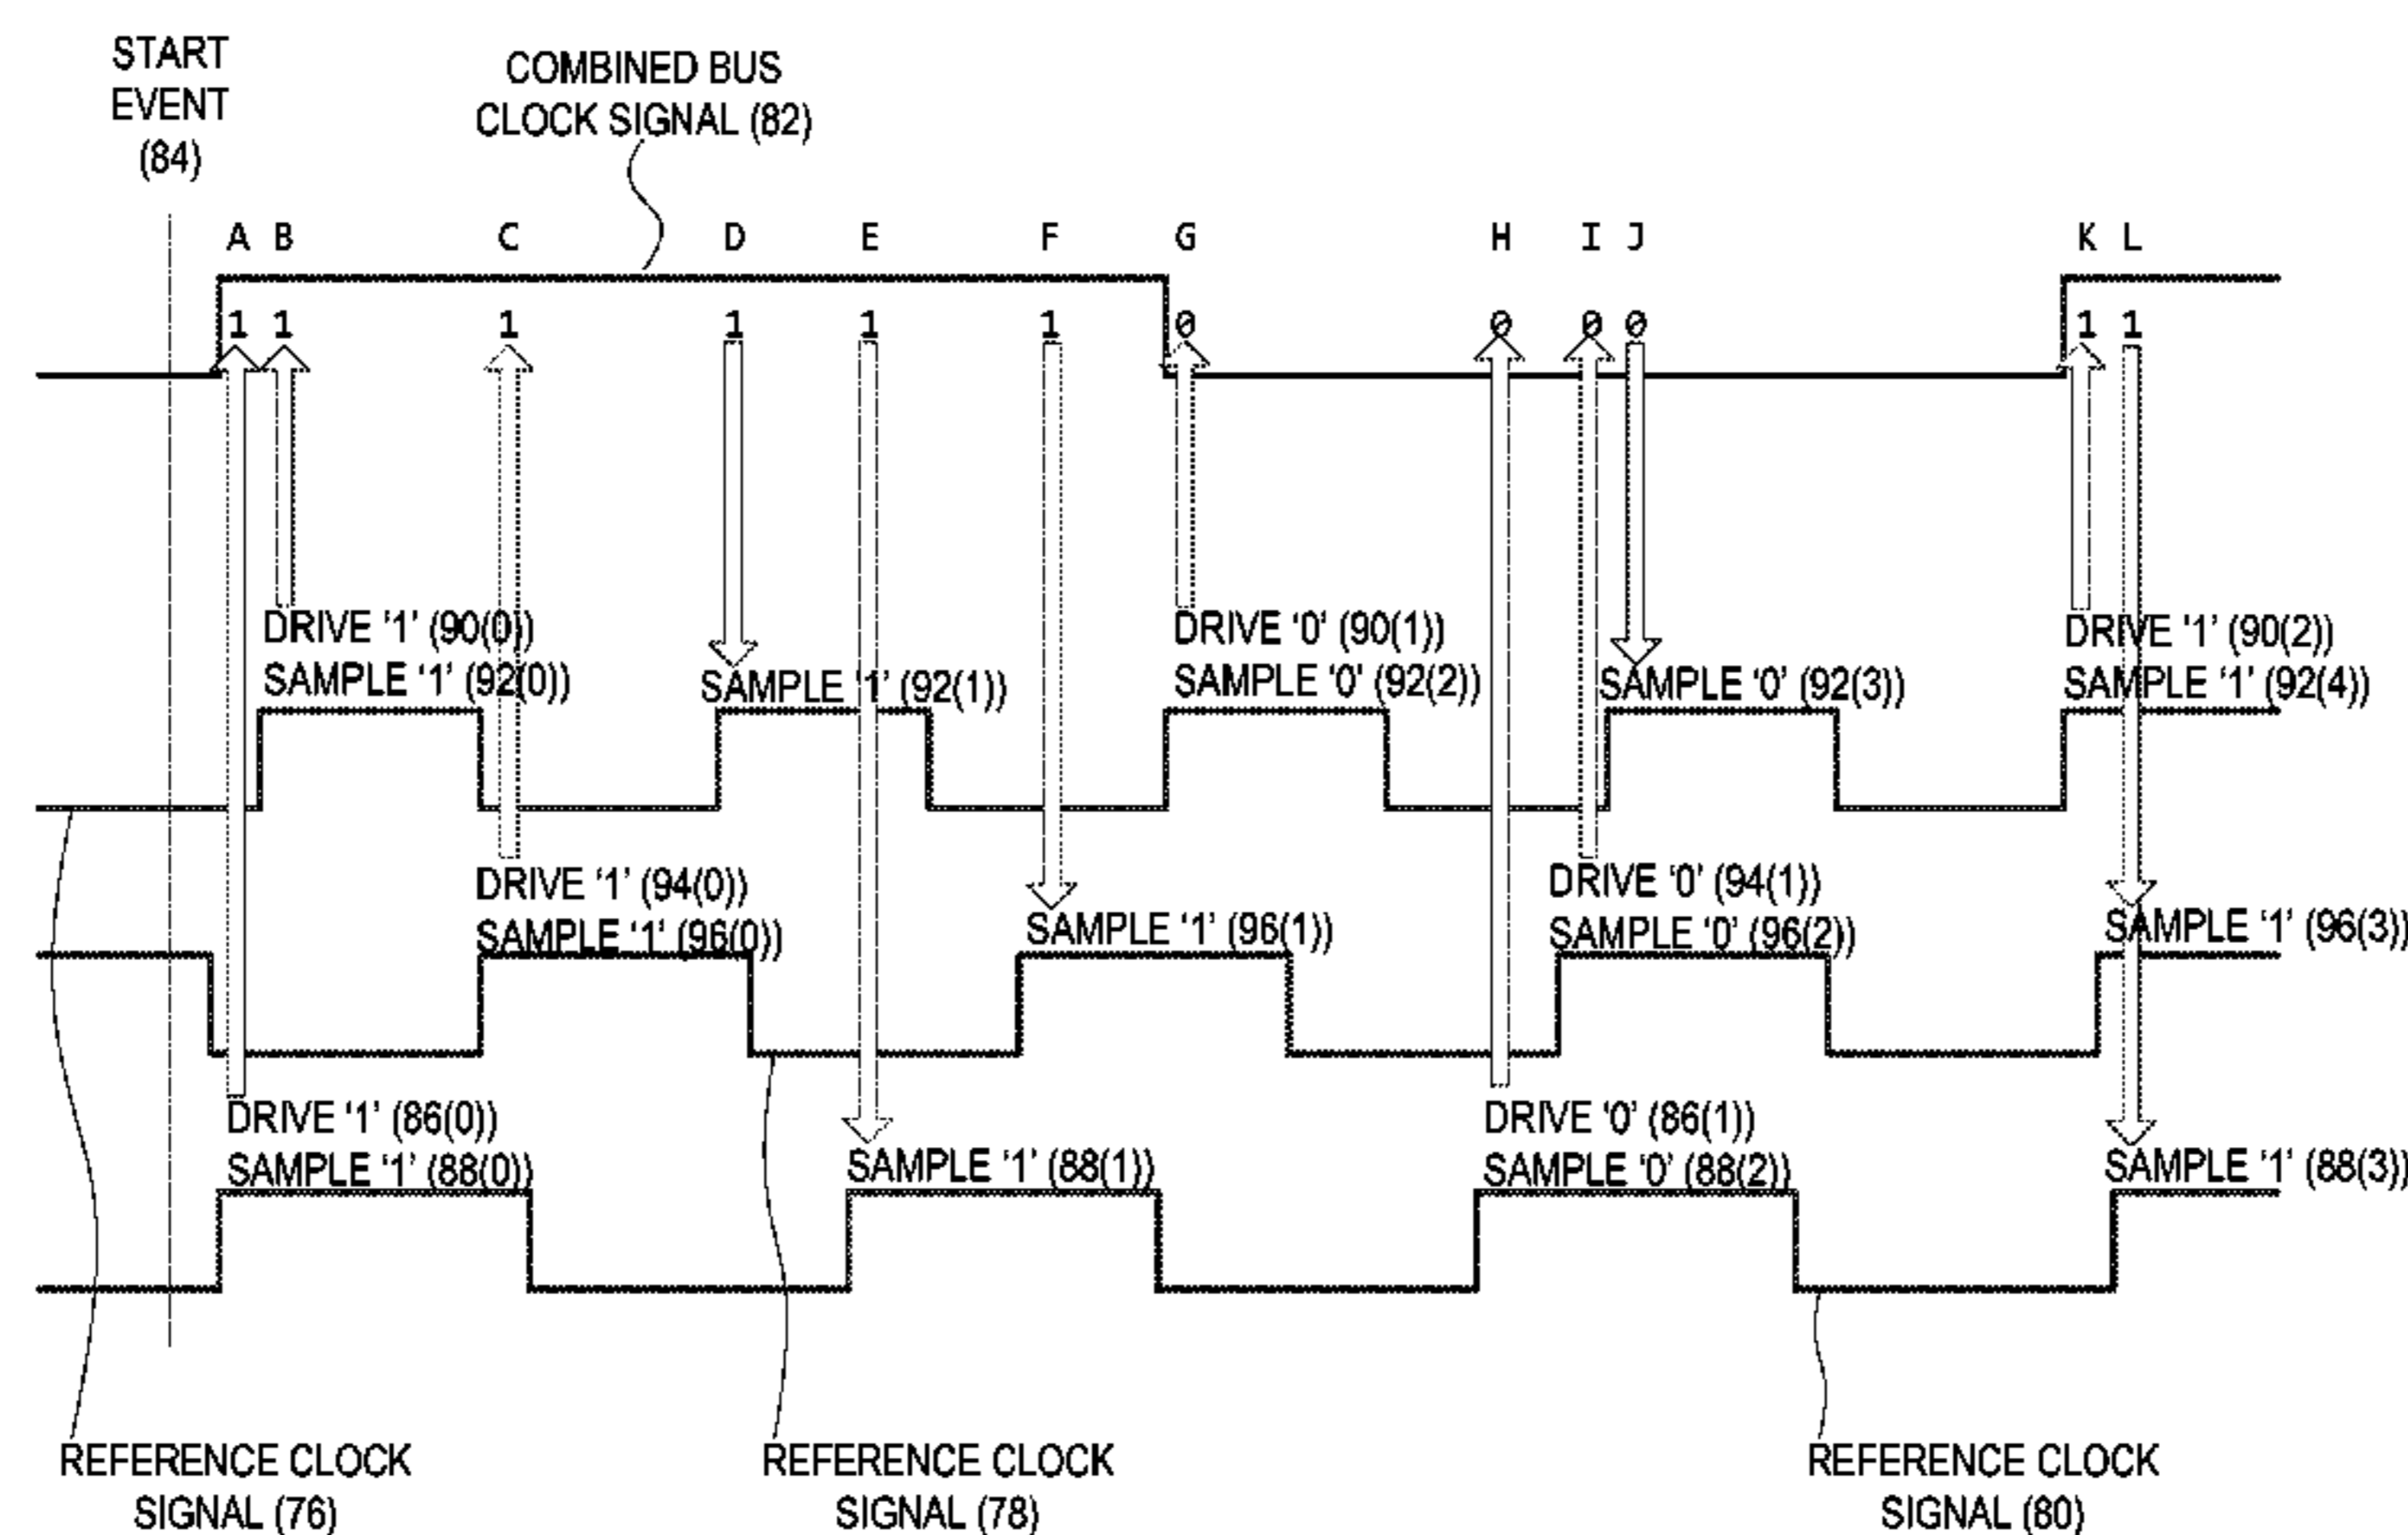 START
EVENT
(84)
COMBINED BUS
CLOCK SIGNAL (82)
A B C D E F G H I J K L
1 1 1 1 1 1 0 0 0 0 1 1
DRIVE ‘1’ (90(0))
SAMPLE ‘1’ (92(0))
SAMPLE ‘1’ (92(1))
DRIVE ‘0’ (90(1))
SAMPLE ‘0’ (92(2))
SAMPLE ‘0’ (92(3))
DRIVE ‘1’ (90(2))
SAMPLE ‘1’ (92(4))
DRIVE ‘1’ (94(0))
SAMPLE ‘1’ (96(0))
SAMPLE ‘1’ (96(1))
DRIVE ‘0’ (94(1))
SAMPLE ‘0’ (96(2))
SAMPLE ‘1’ (96(3))
DRIVE ‘1’ (86(0))
SAMPLE ‘1’ (88(0))
SAMPLE ‘1’ (88(1))
DRIVE ‘0’ (86(1))
SAMPLE ‘0’ (88(2))
SAMPLE ‘1’ (88(3))
REFERENCE CLOCK
SIGNAL (76)
REFERENCE CLOCK
SIGNAL (78)
REFERENCE CLOCK
SIGNAL (80)